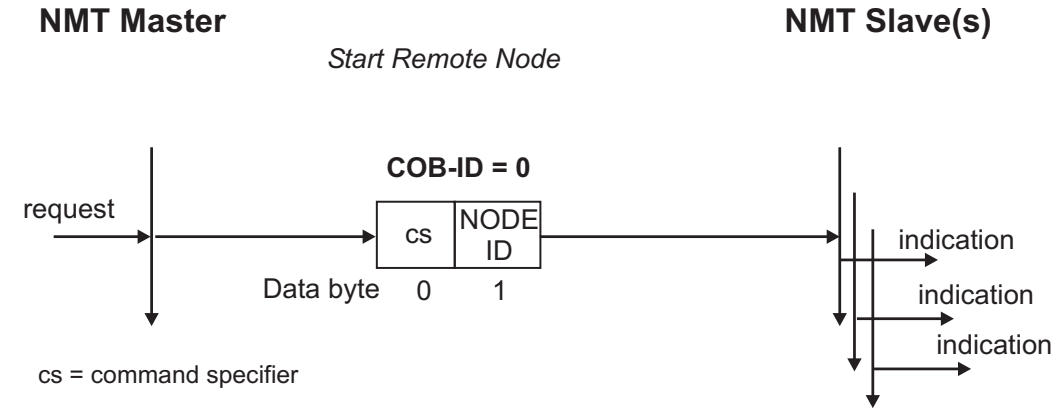 NMT Master
NMT Slave(s)
Start Remote Node
COB-ID = 0
request
cs
NODE
ID
indication
Data byte 0 1
indication
indication
cs = command specifier